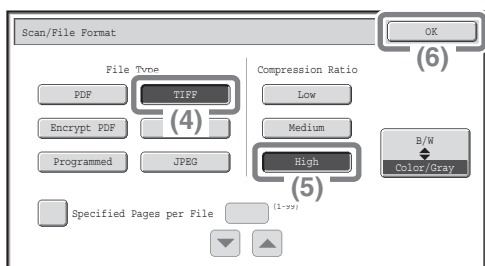 Scan/File Format
OK
(6)
File Type
Compression Ratio
PDF
TIFF
Low
(4)
Encrypt PDF
Medium
B/W
Color/Gray
Programmed
JPEG
High
(5)
Specified Pages per File
(1-99)